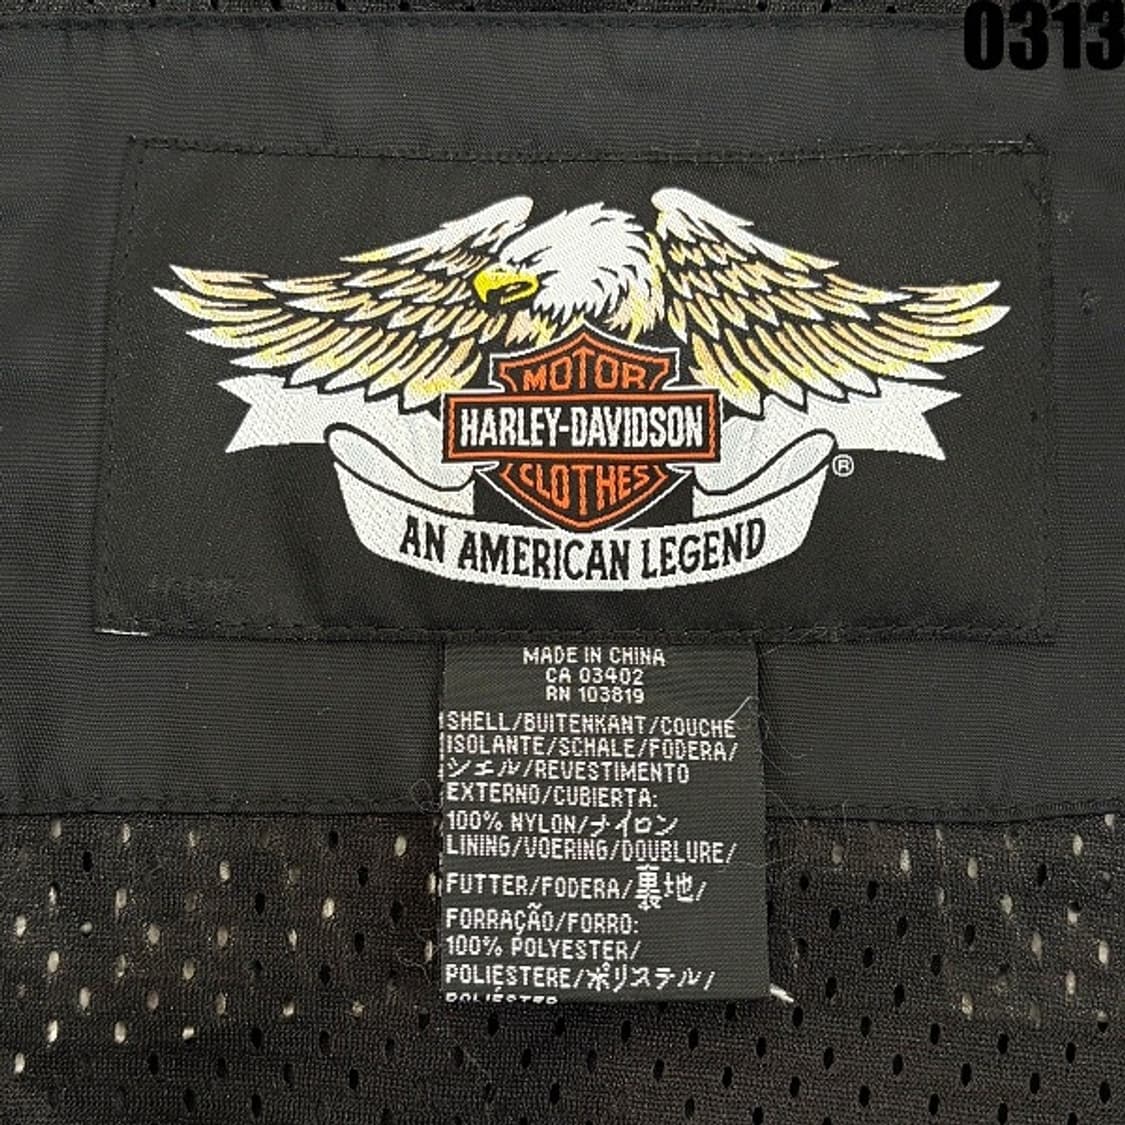 0313
MOTOR
HARLEY-DAVIDSON
CLOTHES
®
AN AMERICAN LEGEND
MADE IN CHINA
CA 03402
RN 103819
SHELL/BUITENKANT/COUCHE
ISOLANTE/SCHALE/FODERA/
シエル/REVESTIMENTO
EXTERNO/CUBIERTA:
100% NYLON/ナイロン
LINING/VOERING/DOUBLURE/
FUTTER/FODERA/裏地/
FORRAÇÃO/FORRO:
100% POLYESTER/
POLIESTERE/ポリステル/
POLIÉSTER